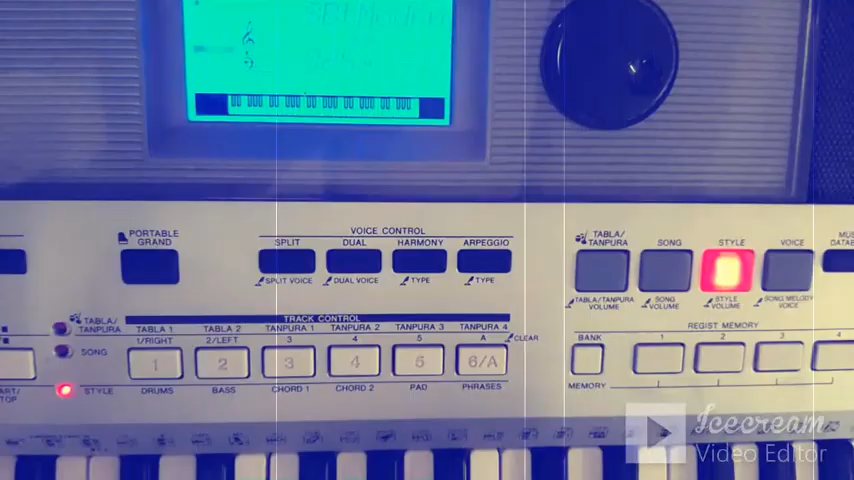 PORTABLE
GRAND
VOICE CONTROL
SPLIT
DUAL
HARMONY
ARPEGGIO
SPLIT VOICE
DUAL VOICE
TYPE
TYPE
TABLA/
TANPURA
SONG
STYLE
VOICE
TABLA/TANPURA
VOLUME
SONG
VOLUME
STYLE
VOLUME
SONG MELODY
VOICE
TABLA/
TANPURA
SONG
STYLE
TRACK CONTROL
TABLA 1
TABLA 2
TANPURA 1
TANPURA 2
TANPURA 3
TANPURA 4
CLEAR
1/RIGHT
2/LEFT
3
4
5
A
1
2
3
4
5
6/A
DRUMS
BASS
CHORD 1
CHORD 2
PAD
PHRASES
REGIST MEMORY
BANK
1
2
3
4
MEMORY
Icecream
Video Editor